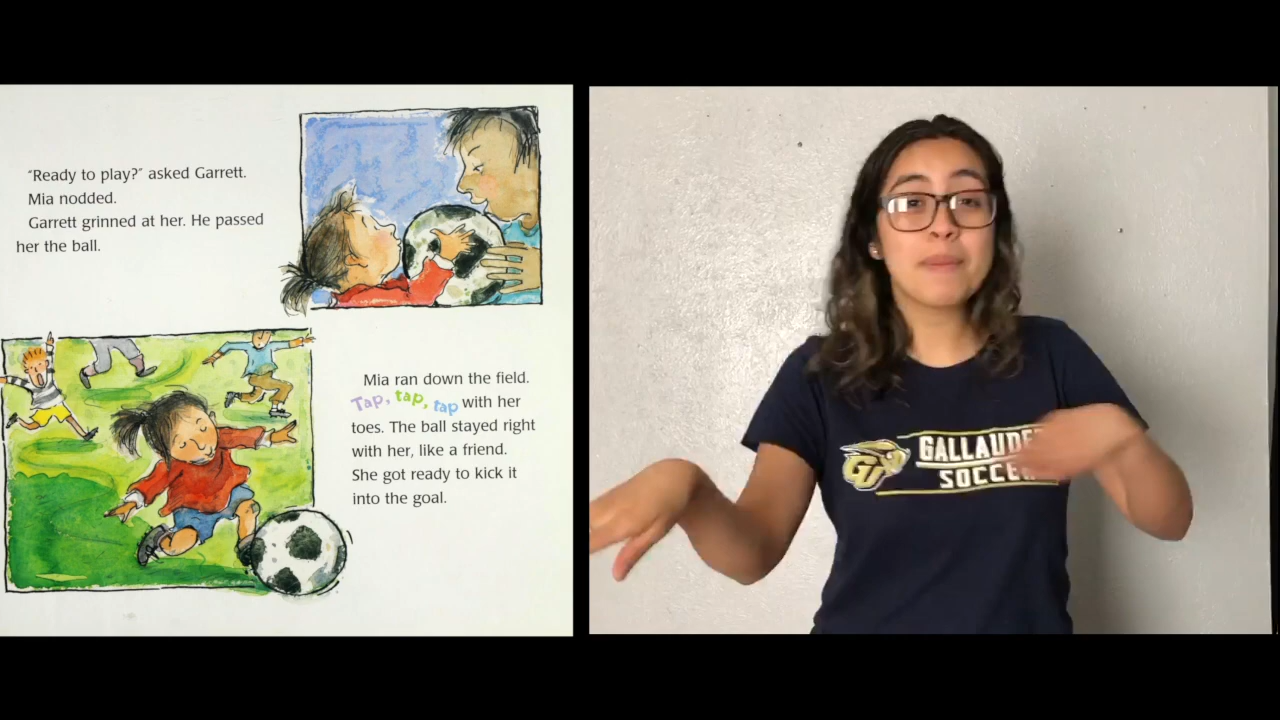 "Ready to play?" asked Garrett.
Mia nodded.
Garrett grinned at her. He passed
her the ball.
Mia ran down the field.
Tap, tap, tap with her
toes. The ball stayed right
with her, like a friend.
She got ready to kick it
into the goal.
GU
SOCCER